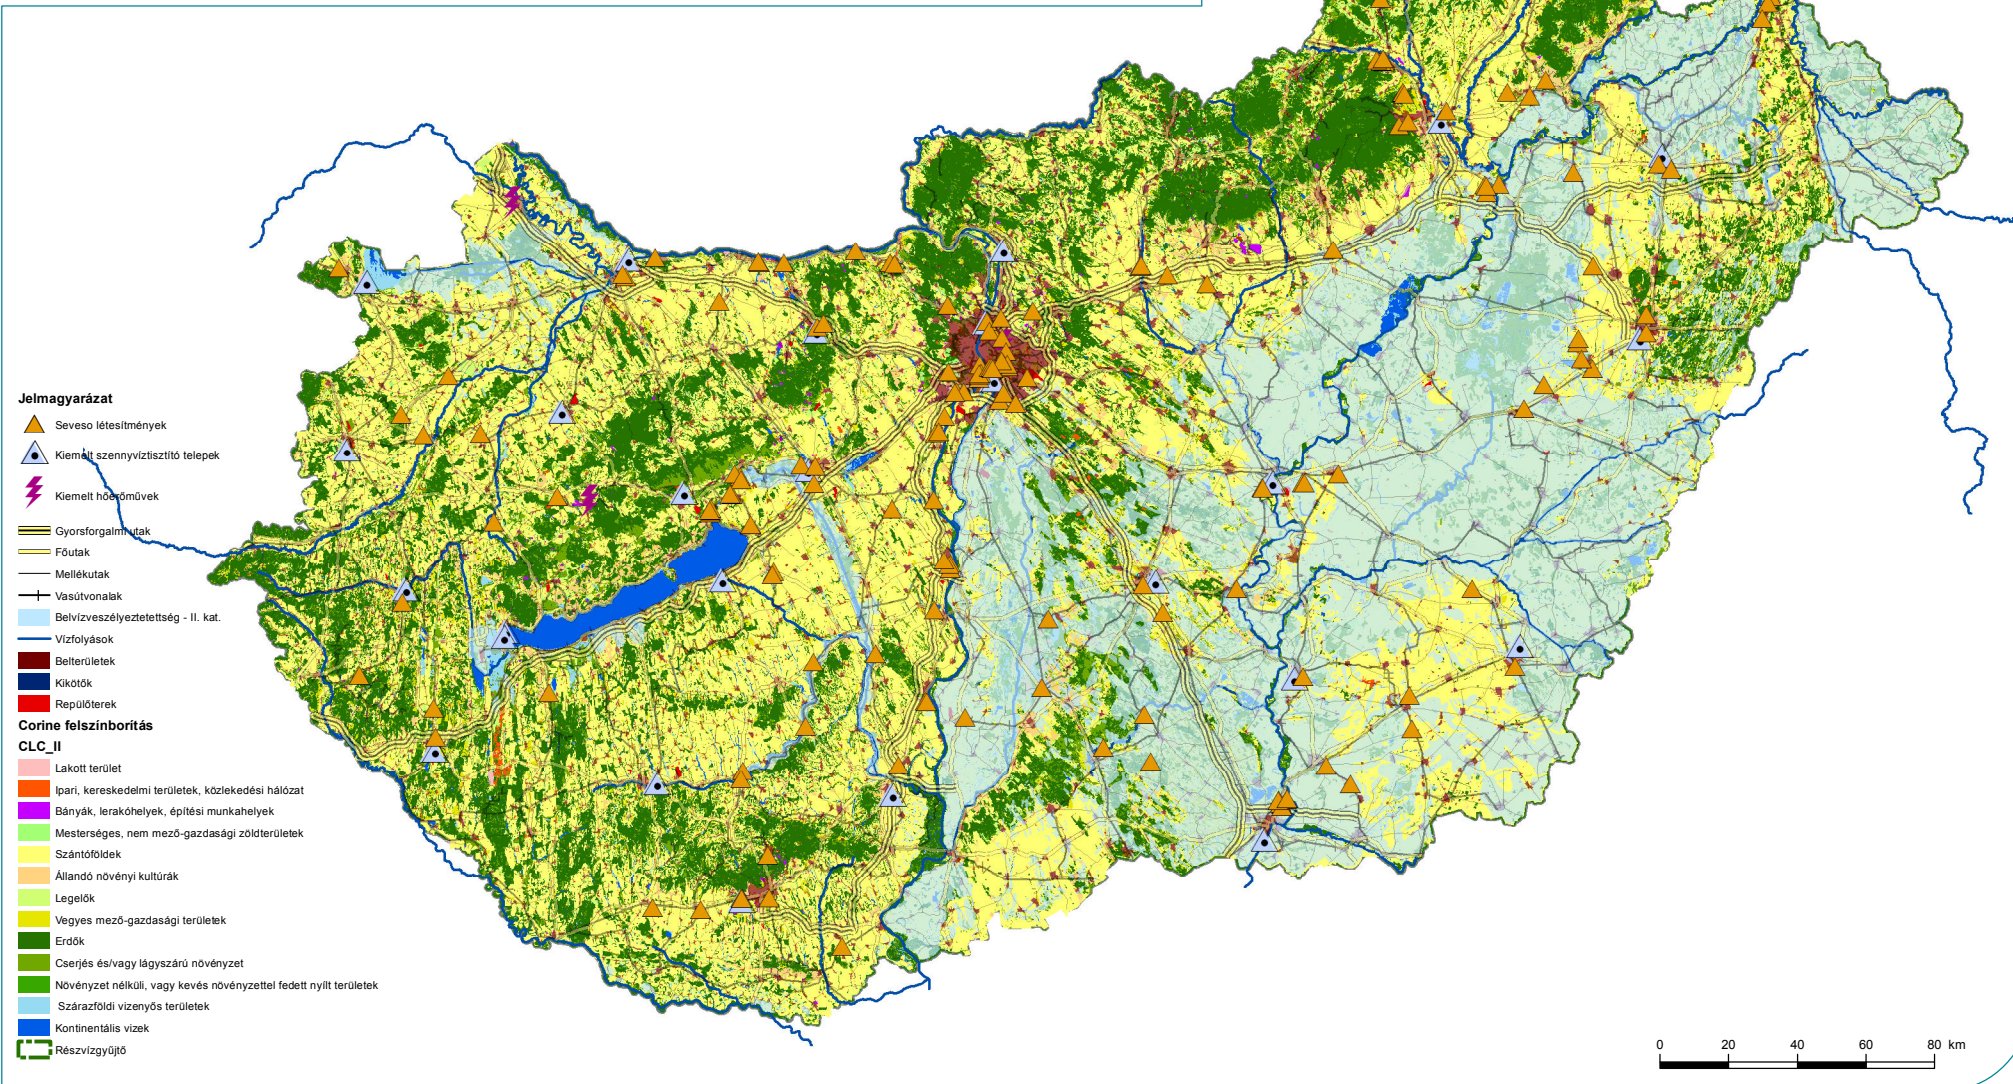 Jelmagyarázat
Seveso létesítmények
Kiemelt szennyvíztisztító telepek
Kiemelt hőerőművek
Gyorsforgalmi utak
Főutak
Mellékutak
Vasútvonalak
Belvízveszélyeztetettség - II. kat.
Vízfolyások
Belterületek
Kikötők
Repülőterek
Corine felszínborítás
CLC_II
Lakott terület
Ipari, kereskedelmi területek, közlekedési hálózat
Bányák, lerakóhelyek, építési munkahelyek
Mesterséges, nem mező-gazdasági zöldterületek
Szántóföldek
Állandó növényi kultúrák
Legelők
Vegyes mező-gazdasági területek
Erdők
Cserjés és/vagy lágyszárú növényzet
Növényzet nélküli, vagy kevés növényzettel fedett nyílt területek
Szárazföldi vizenyős területek
Kontinentális vizek
Részvízgyűjtő
0 20 40 60 80 km